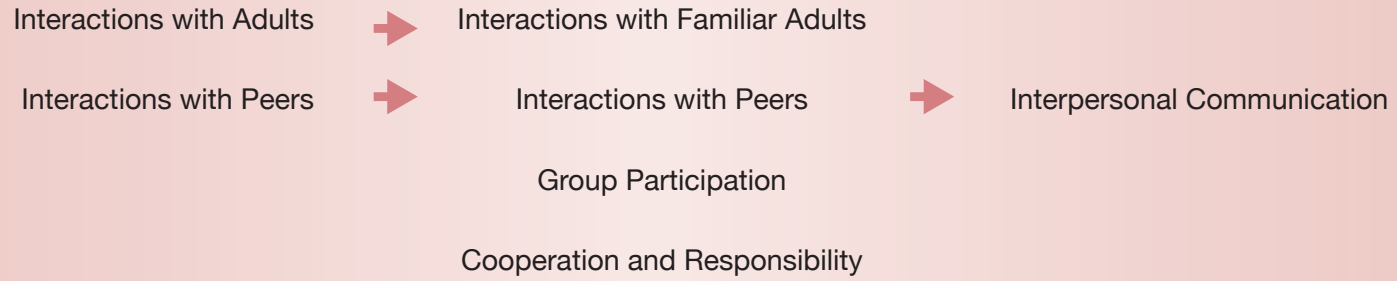 Interactions with Adults
Interactions with Familiar Adults
Interactions with Peers
Interactions with Peers
Interpersonal Communication
Group Participation
Cooperation and Responsibility